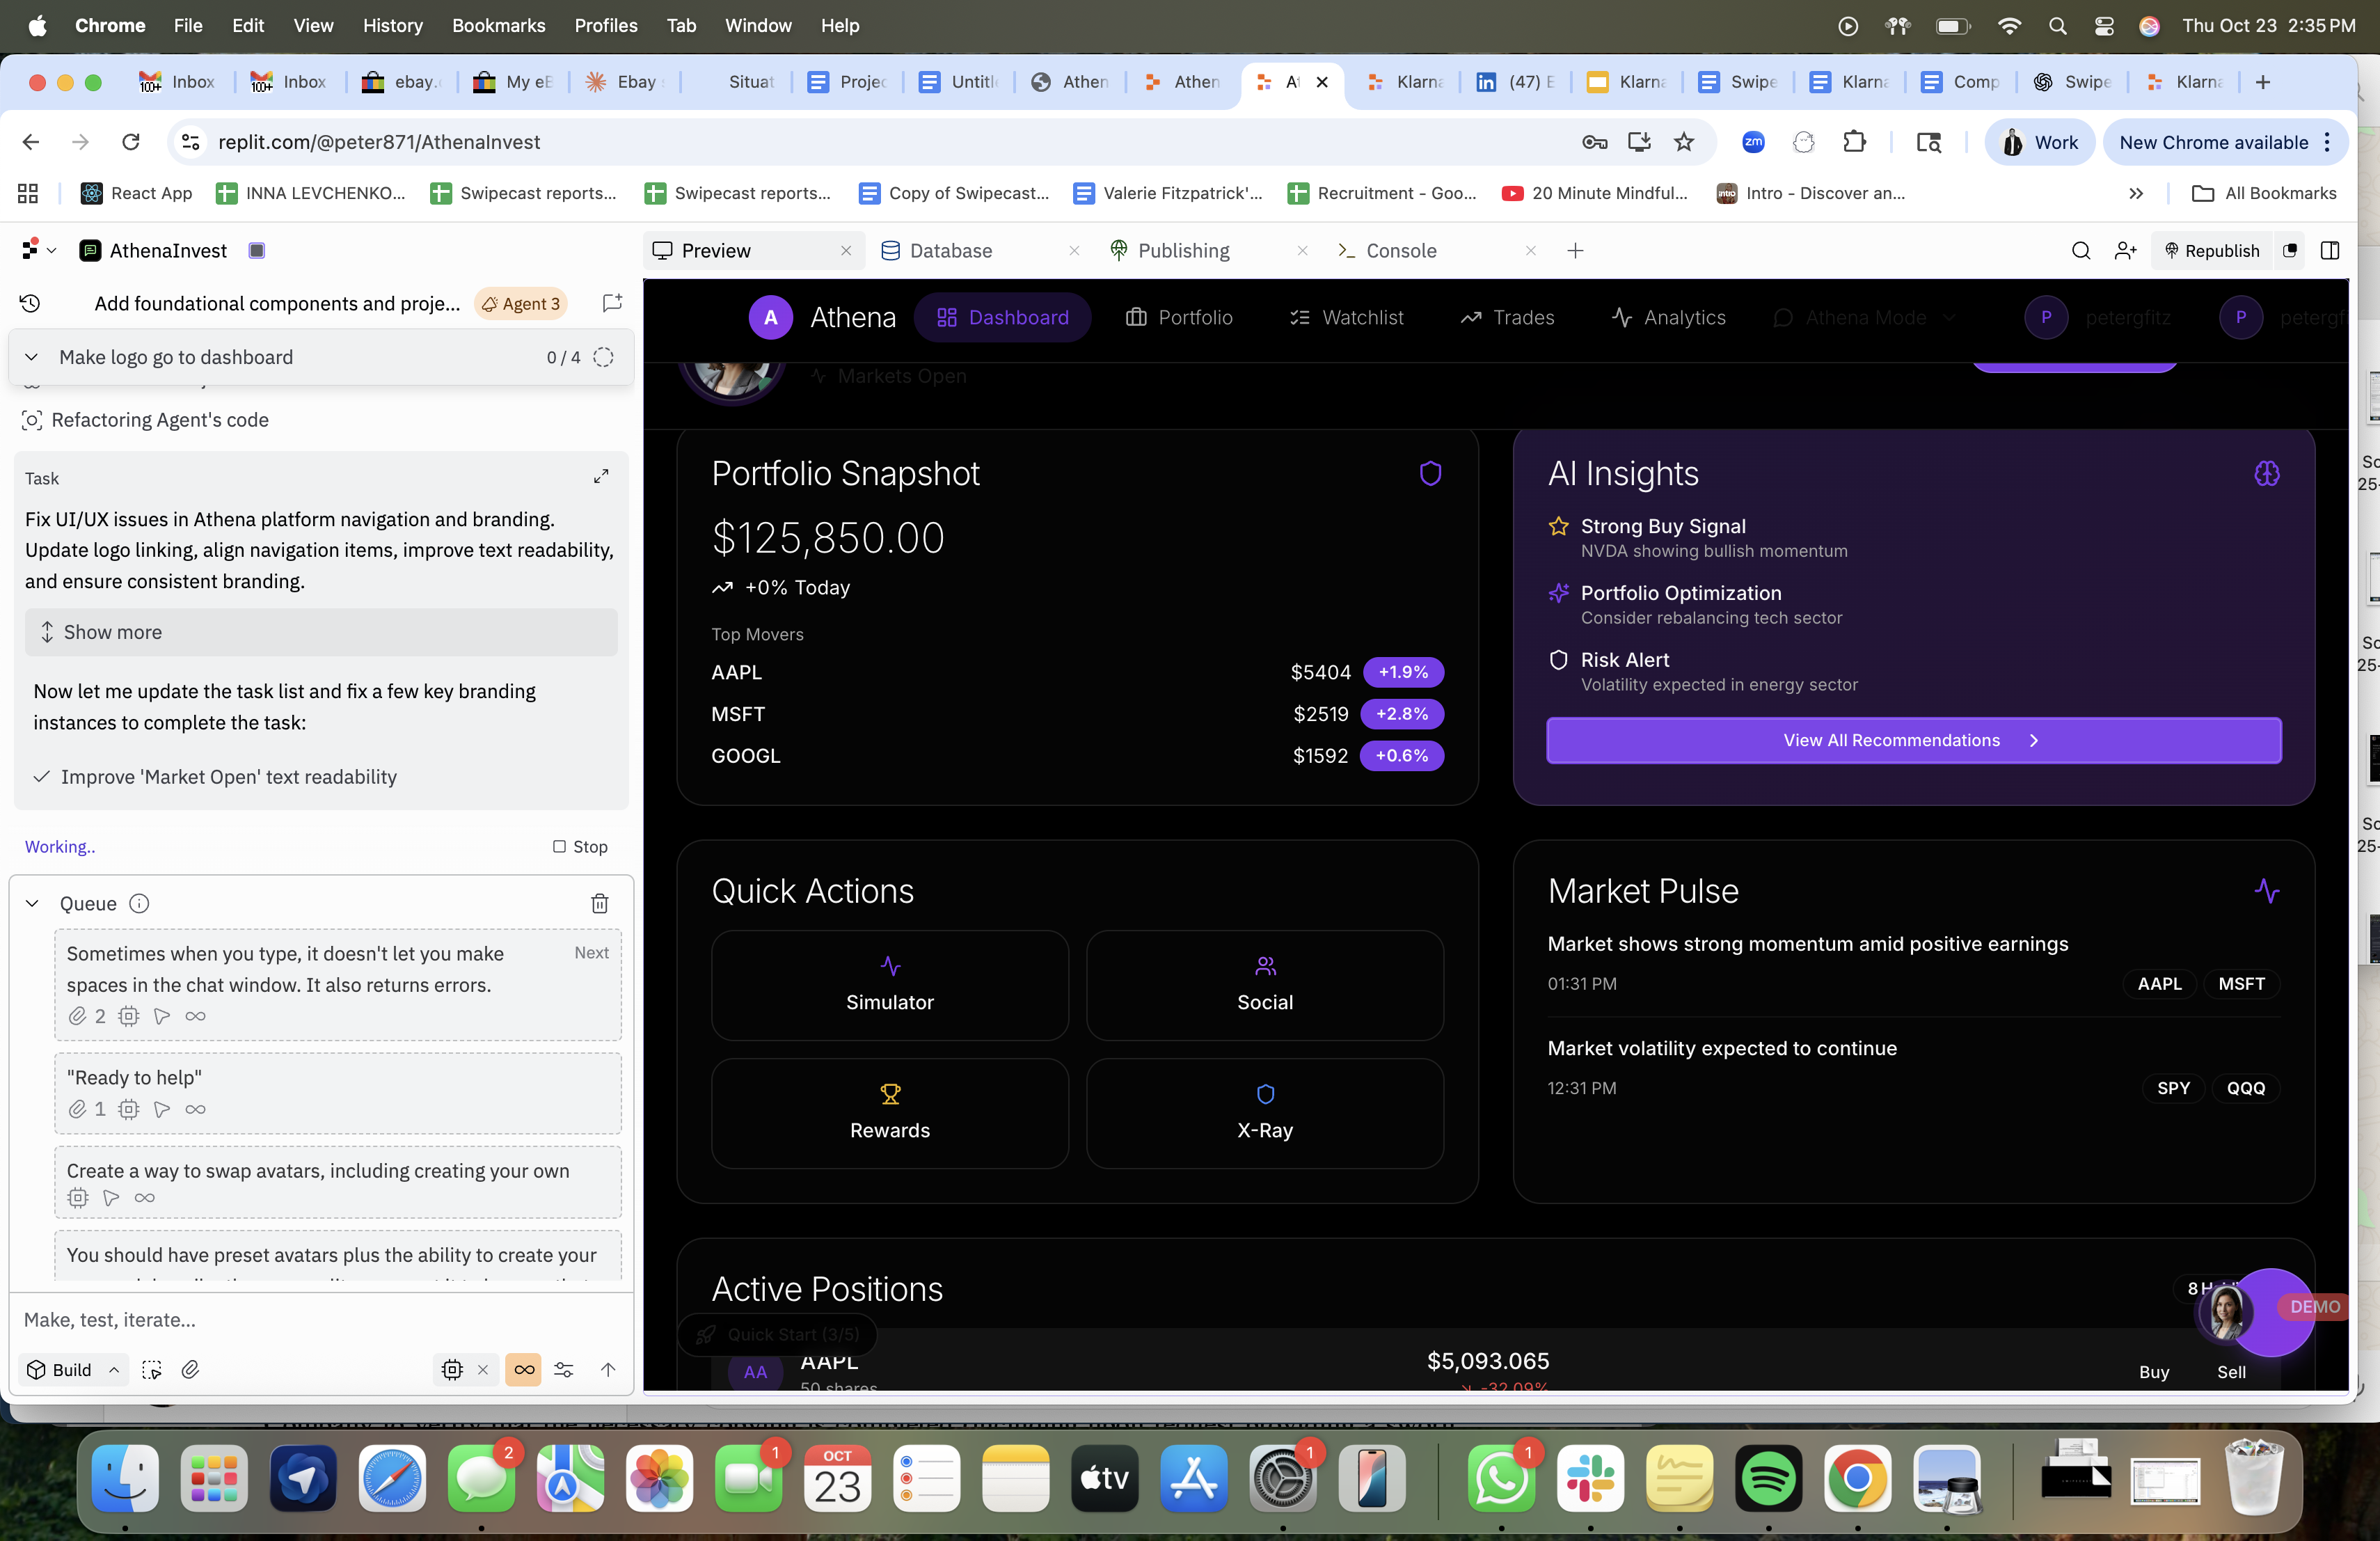 Chrome File Edit View History Bookmarks Profiles Tab Window Help
Thu Oct 23 2:35 PM
100+ Inbox
100+ Inbox
ebay.
My eB
Ebay
Situat
Projec
Untitle
Athen
Athen
At
Klarna
(47) E
Klarna
Swipe
Klarna
Comp
Swipe
Klarna
replit.com/@peter871/AthenaInvest
zm
Work
New Chrome available
React App
INNA LEVCHENKO...
Swipecast reports...
Swipecast reports...
Copy of Swipecast...
Valerie Fitzpatrick'...
Recruitment - Goo...
20 Minute Mindful...
Intro - Discover an...
All Bookmarks
AthenaInvest
Preview
Database
Publishing
Console
Republish
Add foundational components and proje...
Agent 3
Make logo go to dashboard
0 / 4
Refactoring Agent's code
Task
Fix UI/UX issues in Athena platform navigation and branding.
Update logo linking, align navigation items, improve text readability,
and ensure consistent branding.
Show more
Now let me update the task list and fix a few key branding
instances to complete the task:
Improve 'Market Open' text readability
Working..
Stop
Queue
Sometimes when you type, it doesn't let you make
spaces in the chat window. It also returns errors.
Next
2
"Ready to help"
1
Create a way to swap avatars, including creating your own
You should have preset avatars plus the ability to create your
Make, test, iterate...
Build
A Athena
Dashboard
Portfolio
Watchlist
Trades
Analytics
Athena Mode
P petergfitz
P petergfi
Markets Open
Portfolio Snapshot
$125,850.00
+0% Today
Top Movers
AAPL $5404 +1.9%
MSFT $2519 +2.8%
GOOGL $1592 +0.6%
AI Insights
Strong Buy Signal
NVDA showing bullish momentum
Portfolio Optimization
Consider rebalancing tech sector
Risk Alert
Volatility expected in energy sector
View All Recommendations
Quick Actions
Simulator
Social
Rewards
X-Ray
Market Pulse
Market shows strong momentum amid positive earnings
01:31 PM
AAPL MSFT
Market volatility expected to continue
12:31 PM
SPY QQQ
Active Positions
8
DEMO
Quick Start (3/5)
AA
AAPL
50 shares
$5,093.065
-32.09%
Buy Sell
2
1
OCT
23
tv
1
1